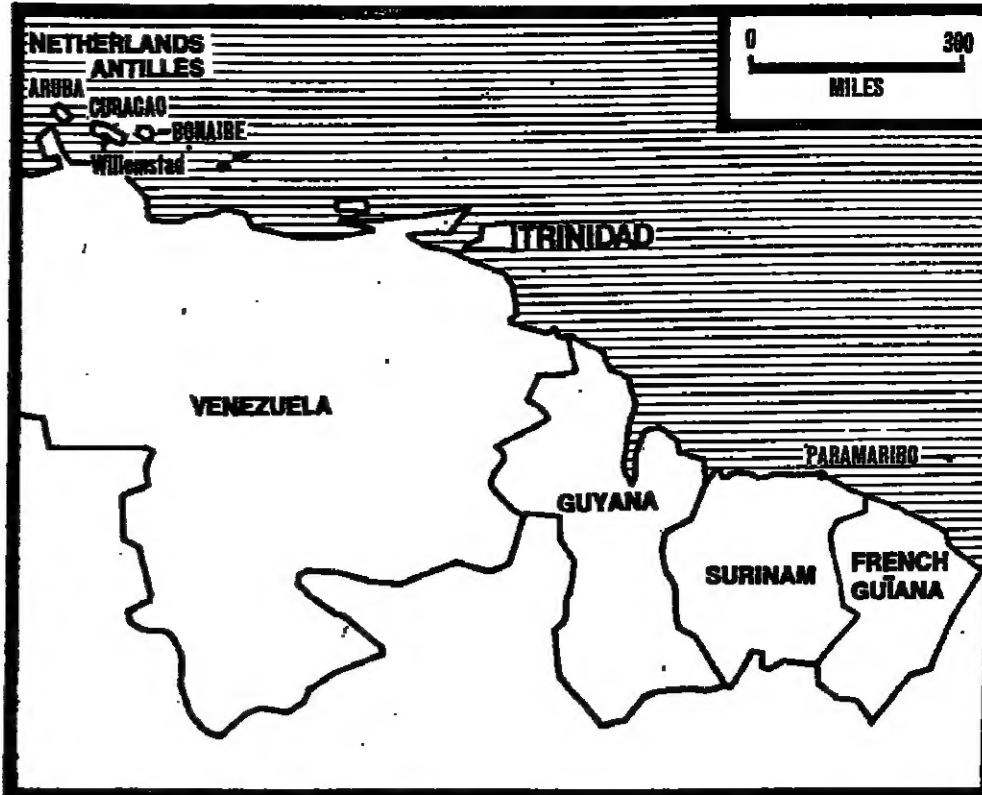 NETHERLANDS
ANTILLES
ARUBA
CURACAO
BONAIRE
Willemstad
0 300
MILES
TRINIDAD
VENEZUELA
GUYANA
PARAMARIBO
SURINAM
FRENCH
GUIANA